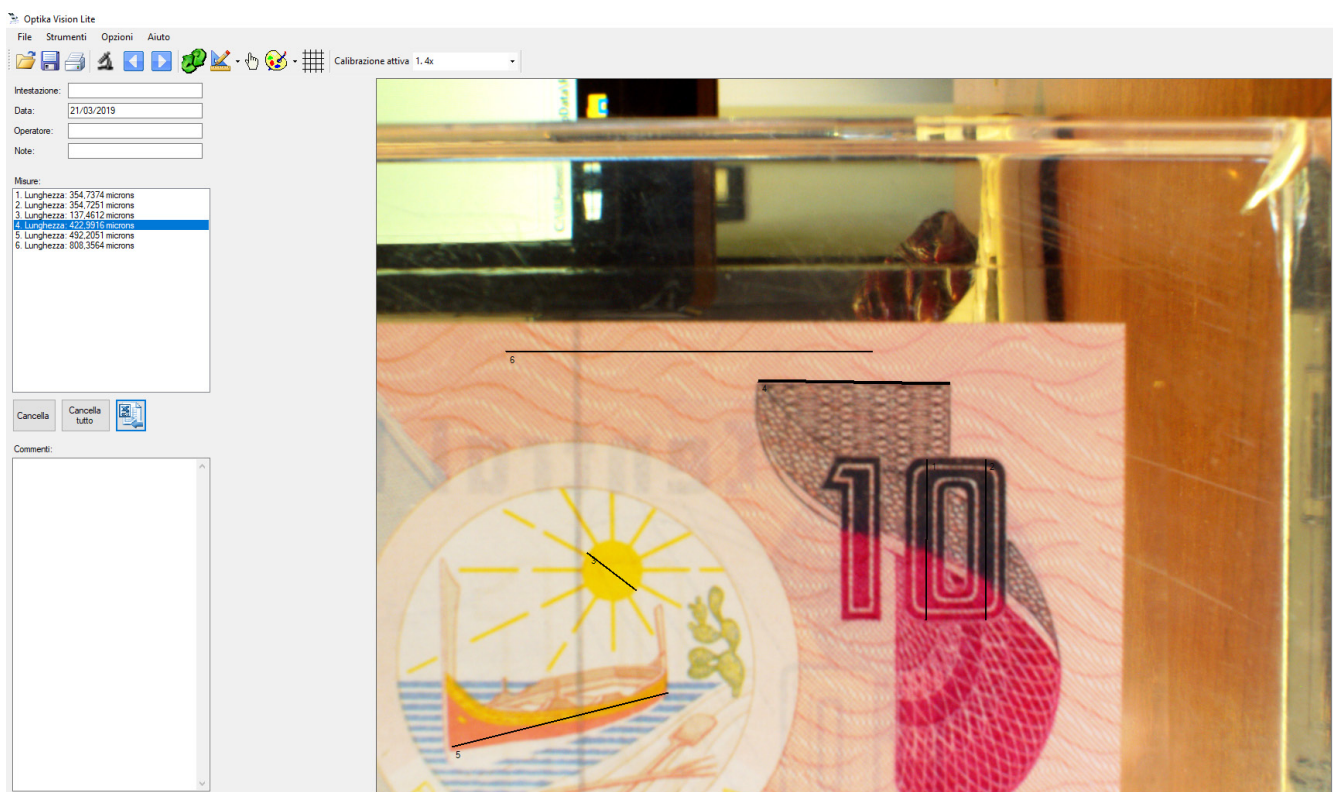 Optika Vision Lite
File Strumenti Opzioni Aiuto
Calibrazione attiva 1. 4x
Intestazione:
Data: 21/03/2019
Operatore:
Note:
Misure:
1. Lunghezza: 354,7374 microns
2. Lunghezza: 354,7251 microns
3. Lunghezza: 137,4612 microns
4. Lunghezza: 422,9916 microns
5. Lunghezza: 492,2051 microns
6. Lunghezza: 808,3564 microns
Cancella
Cancella tutto
Commenti:
6
4
1 2
10
3
5